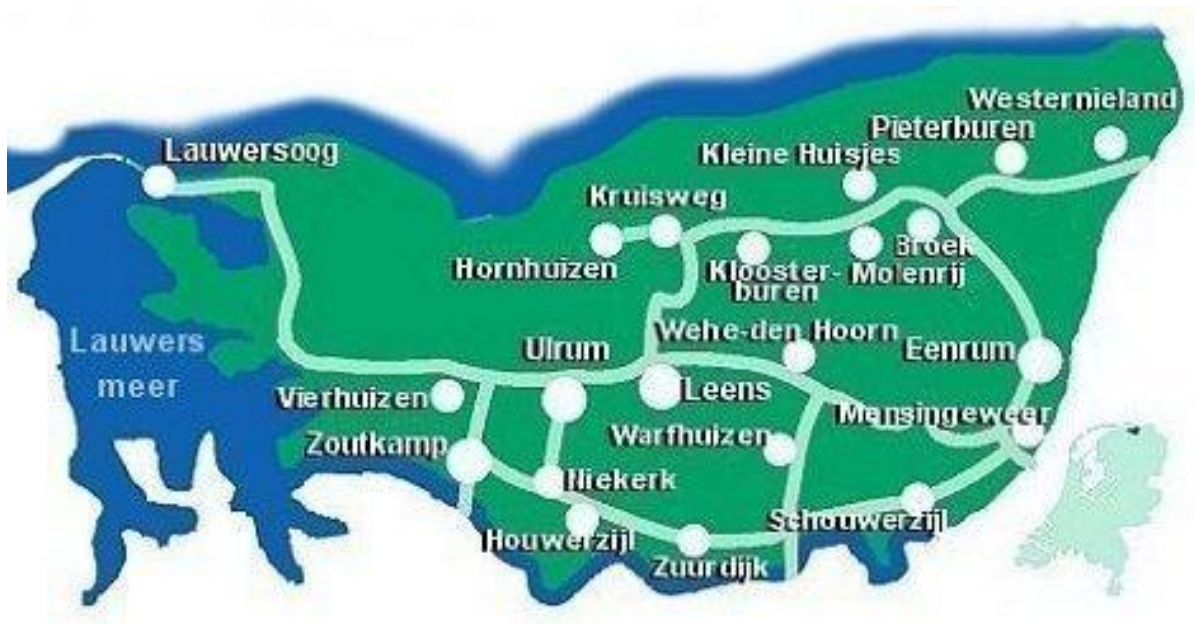 Westernieland
Pieterburen
Lauwersoog
Kleine Huisjes
Kruisweg
Broek
Hornhuizen
Klooster-
buren
Molenrij
Lauwers
meer
Ulrum
Wehe-den Hoorn
Eenrum
Vierhuizen
Leens
Mensingeweer
Zoutkamp
Warfhuizen
Niekerk
Houwerzijl
Schouwerzijl
Zuurdijk